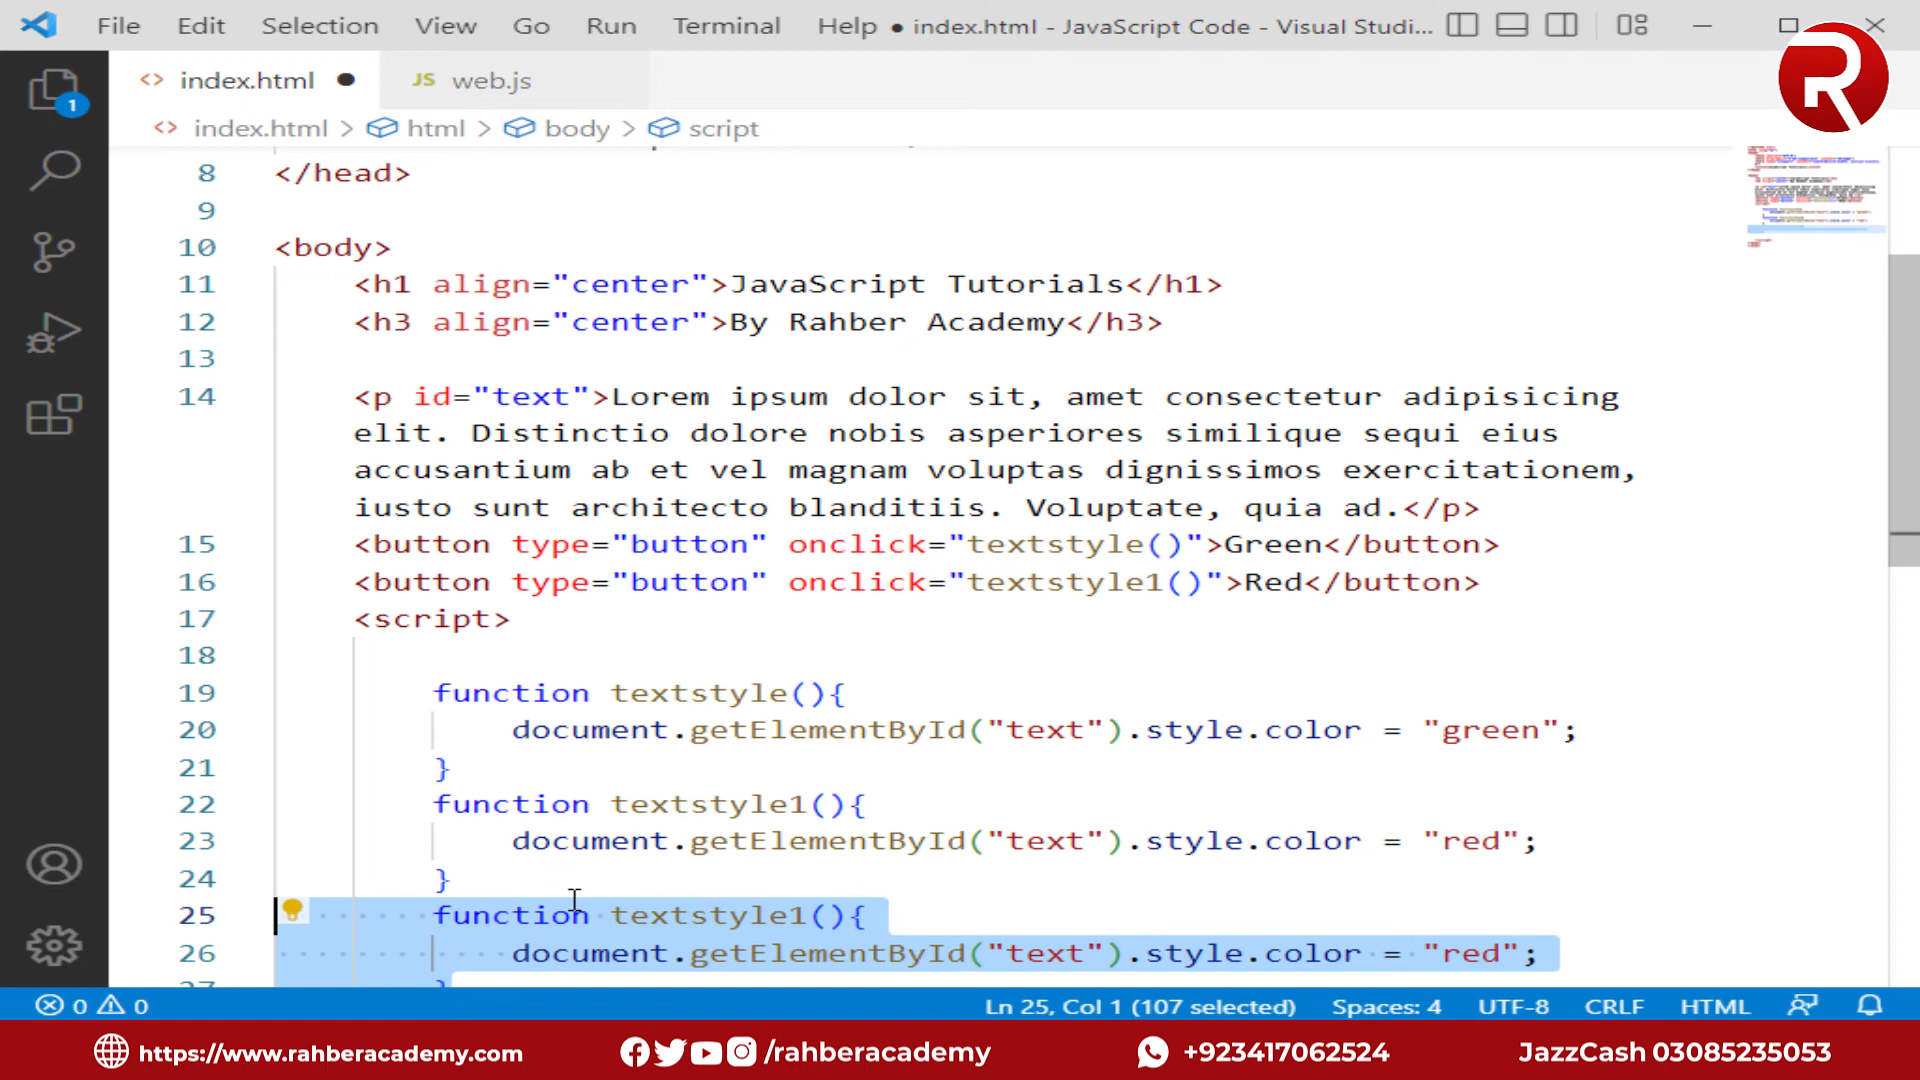 File Edit Selection View Go Run Terminal Help ● index.html - JavaScript Code - Visual Studi...
<> index.html ● JS web.js
<> index.html > html > body > script
1
R
8 </head>
9
10 <body>
11 <h1 align="center">JavaScript Tutorials</h1>
12 <h3 align="center">By Rahber Academy</h3>
13
14 <p id="text">Lorem ipsum dolor sit, amet consectetur adipisicing
elit. Distinctio dolore nobis asperiores similique sequi eius
accusantium ab et vel magnam voluptas dignissimos exercitationem,
iusto sunt architecto blanditiis. Voluptate, quia ad.</p>
15 <button type="button" onclick="textstyle()">Green</button>
16 <button type="button" onclick="textstyle1()">Red</button>
17 <script>
18
19 function textstyle(){
20 document.getElementById("text").style.color = "green";
21 }
22 function textstyle1(){
23 document.getElementById("text").style.color = "red";
24 }
25 function textstyle1(){
26 document.getElementById("text").style.color = "red";
27 }
0 0 Ln 25, Col 1 (107 selected) Spaces: 4 UTF-8 CRLF HTML
https://www.rahberacademy.com /rahberacademy +923417062524 JazzCash 03085235053